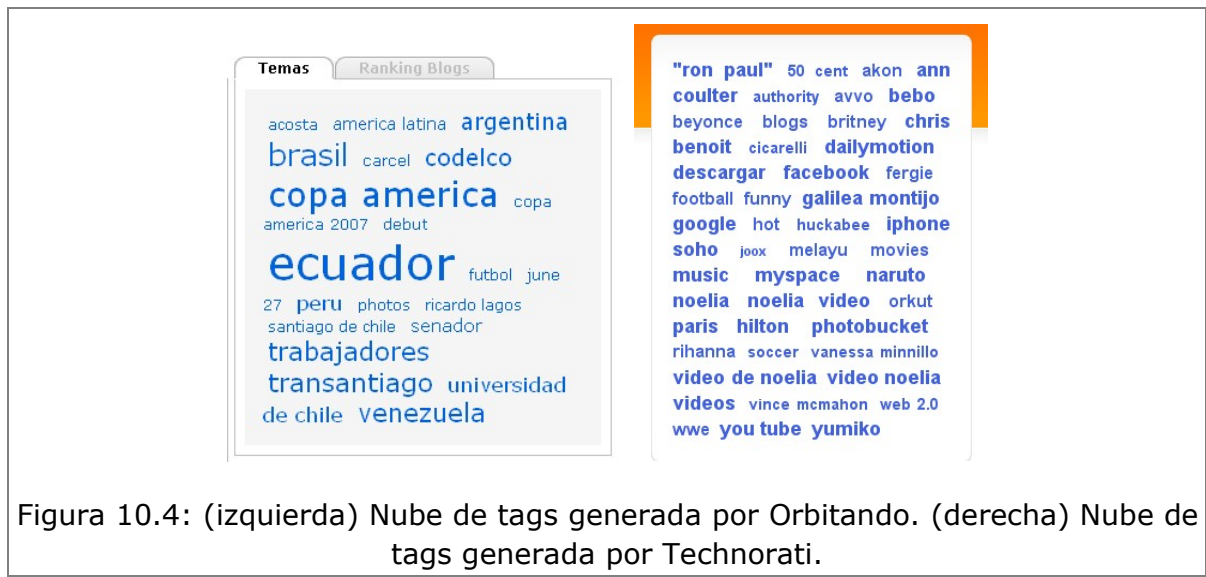 Temas
Ranking Blogs
acosta america latina argentina
brasil carcel codelco
copa america copa
america 2007 debut
ecuador futbol june
27 peru photos ricardo lagos
santiago de chile senador
trabajadores
transantiago universidad
de chile venezuela
"ron paul" 50 cent akon ann
coulter authority avvo bebo
beyonce blogs britney chris
benoit cicarelli dailymotion
descargar facebook fergie
football funny galilea montijo
google hot huckabee iphone
soho joox melayu movies
music myspace naruto
noelia noelia video orkut
paris hilton photobucket
rihanna soccer vanessa minnillo
video de noelia video noelia
videos vince mcmahon web 2.0
wwe you tube yumiko
Figura 10.4: (izquierda) Nube de tags generada por Orbitando. (derecha) Nube de
tags generada por Technorati.